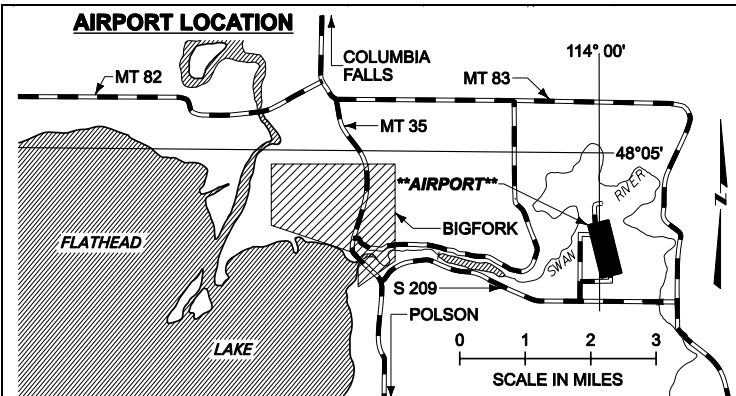 AIRPORT LOCATION
COLUMBIA
FALLS
114° 00'
MT 82
MT 83
MT 35
48°05'
**AIRPORT**
RIVER
BIGFORK
FLATHEAD
SWAN
S 209
POLSON
LAKE
N
0 1 2 3
SCALE IN MILES